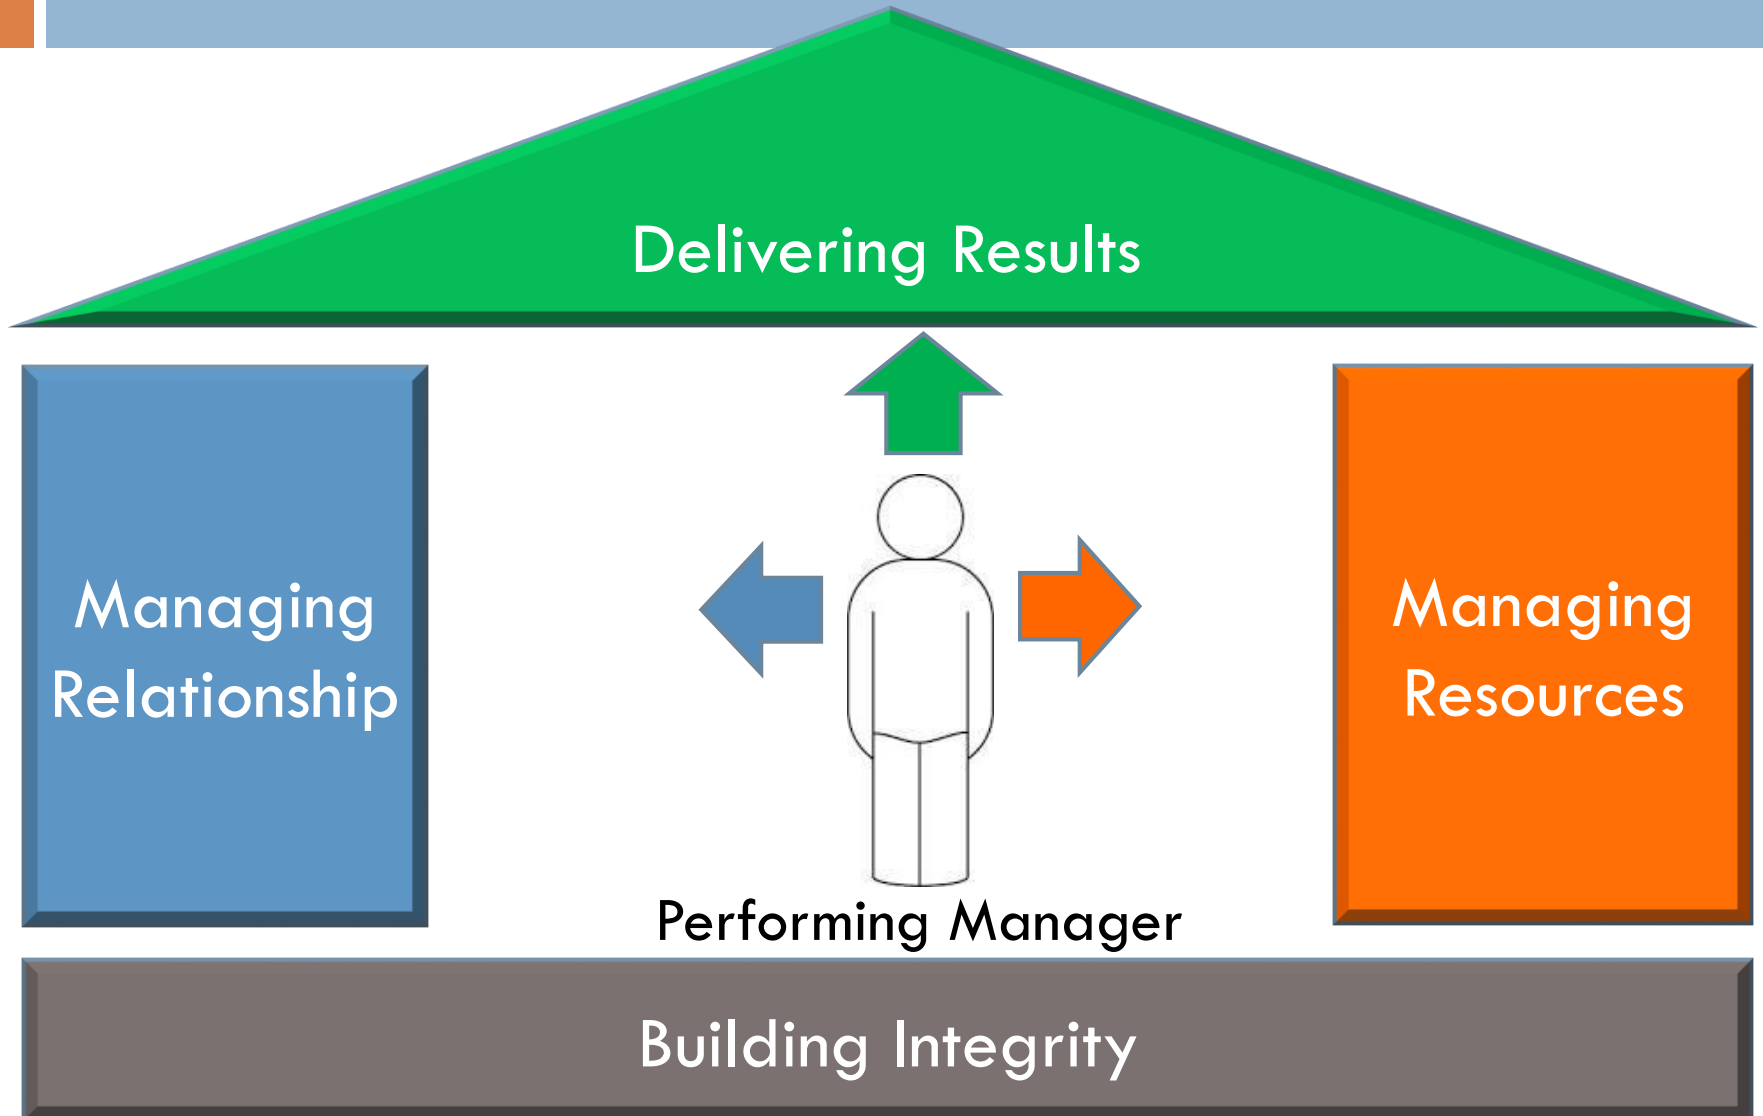 Delivering Results
Managing
Relationship
Managing
Resources
Performing Manager
Building Integrity